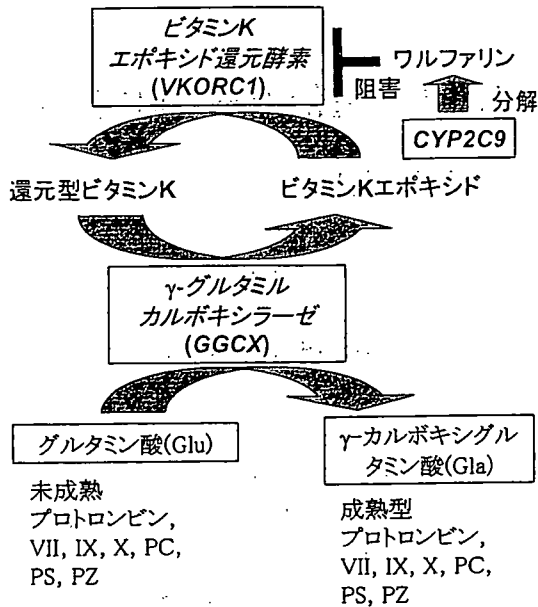 ビタミンK
エポキシド還元酵素
(VKORC1)
ワルファリン
阻害
分解
CYP2C9
還元型ビタミンK
ビタミンKエポキシド
γ-グルタミル
カルボキシラーゼ
(GGCX)
グルタミン酸(Glu)
γ-カルボキシグル
タミン酸(Gla)
未成熟
プロトロンビン,
VII, IX, X, PC,
PS, PZ
成熟型
プロトロンビン,
VII, IX, X, PC,
PS, PZ